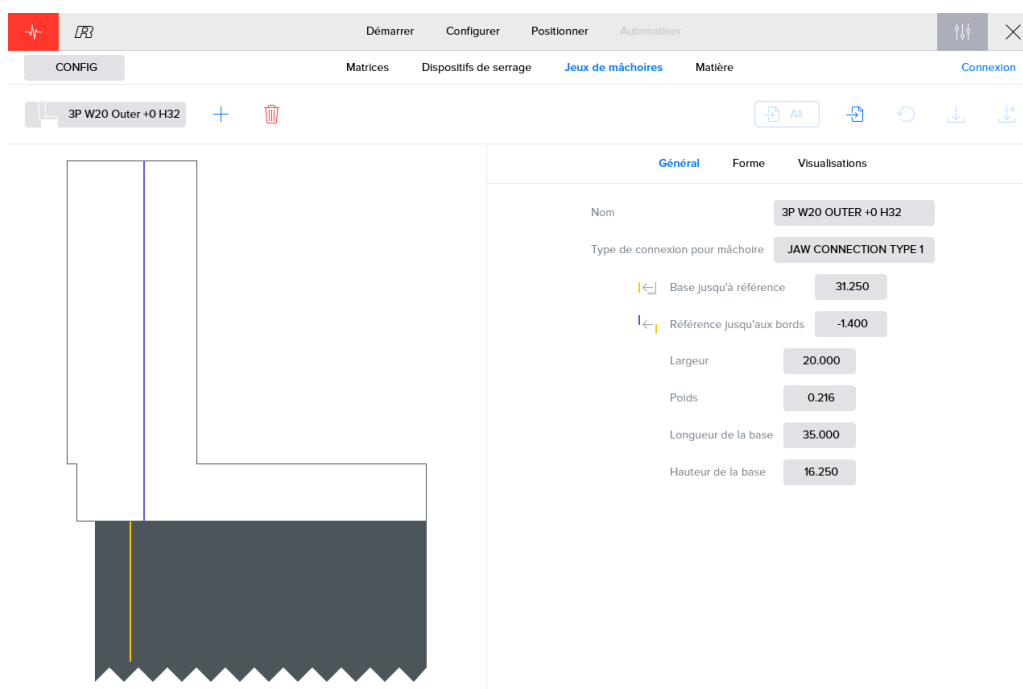 Démarrer Configurer Positionner Automatiser
CONFIG Matrices Dispositifs de serrage Jeux de mâchoires Matière Connexion
3P W20 Outer +0 H32 All
Général Forme Visualisations
Nom 3P W20 OUTER +0 H32
Type de connexion pour mâchoire JAW CONNECTION TYPE 1
Base jusqu'à référence 31.250
Référence jusqu'aux bords -1.400
Largeur 20.000
Poids 0.216
Longueur de la base 35.000
Hauteur de la base 16.250